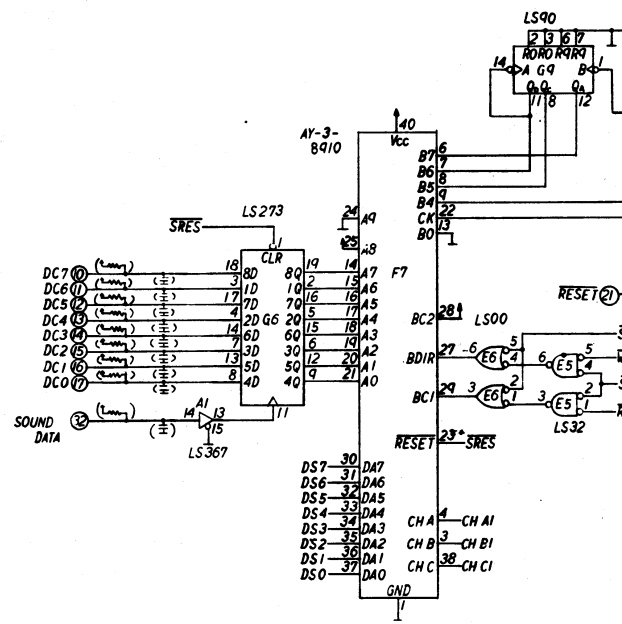 LS90
2 3 6 7
R0 R0 R9 R9
14 A G9 B 1
QD QC QA
11 8 12
AY-3-
8910
40
Vcc
B7 6
B6 7
B5 8
B4 9
CK 22
B0 13
24 A9
25 A8
LS273
SRES
1
CLR
DC7 10 18 8D 8Q 19 14 A7 F7
DC6 11 3 1D 1Q 2 15 A6
DC5 12 17 7D 7Q 16 16 A5
DC4 13 4 2D G6 2Q 5 17 A4
DC3 14 14 6D 6Q 15 18 A3
DC2 15 7 3D 3Q 6 19 A2
DC1 16 13 5D 5Q 12 20 A1
DC0 17 8 4D 4Q 9 21 A0
11
RESET 21
BC2 28
LS00
BDIR 27 6 E6 5 4 6 E5 5 4
BC1 29 3 E6 2 1 3 E5 2 1
LS32
RESET 23 SRES
SOUND
DATA
32
14 A1 13
15
LS367
DS7 30 DA7
DS6 31 DA6
DS5 32 DA5
DS4 33 DA4
DS3 34 DA3
DS2 35 DA2
DS1 36 DA1
DS0 37 DA0
CH A 4 CH A1
CH B 3 CH B1
CH C 38 CH C1
GND
1